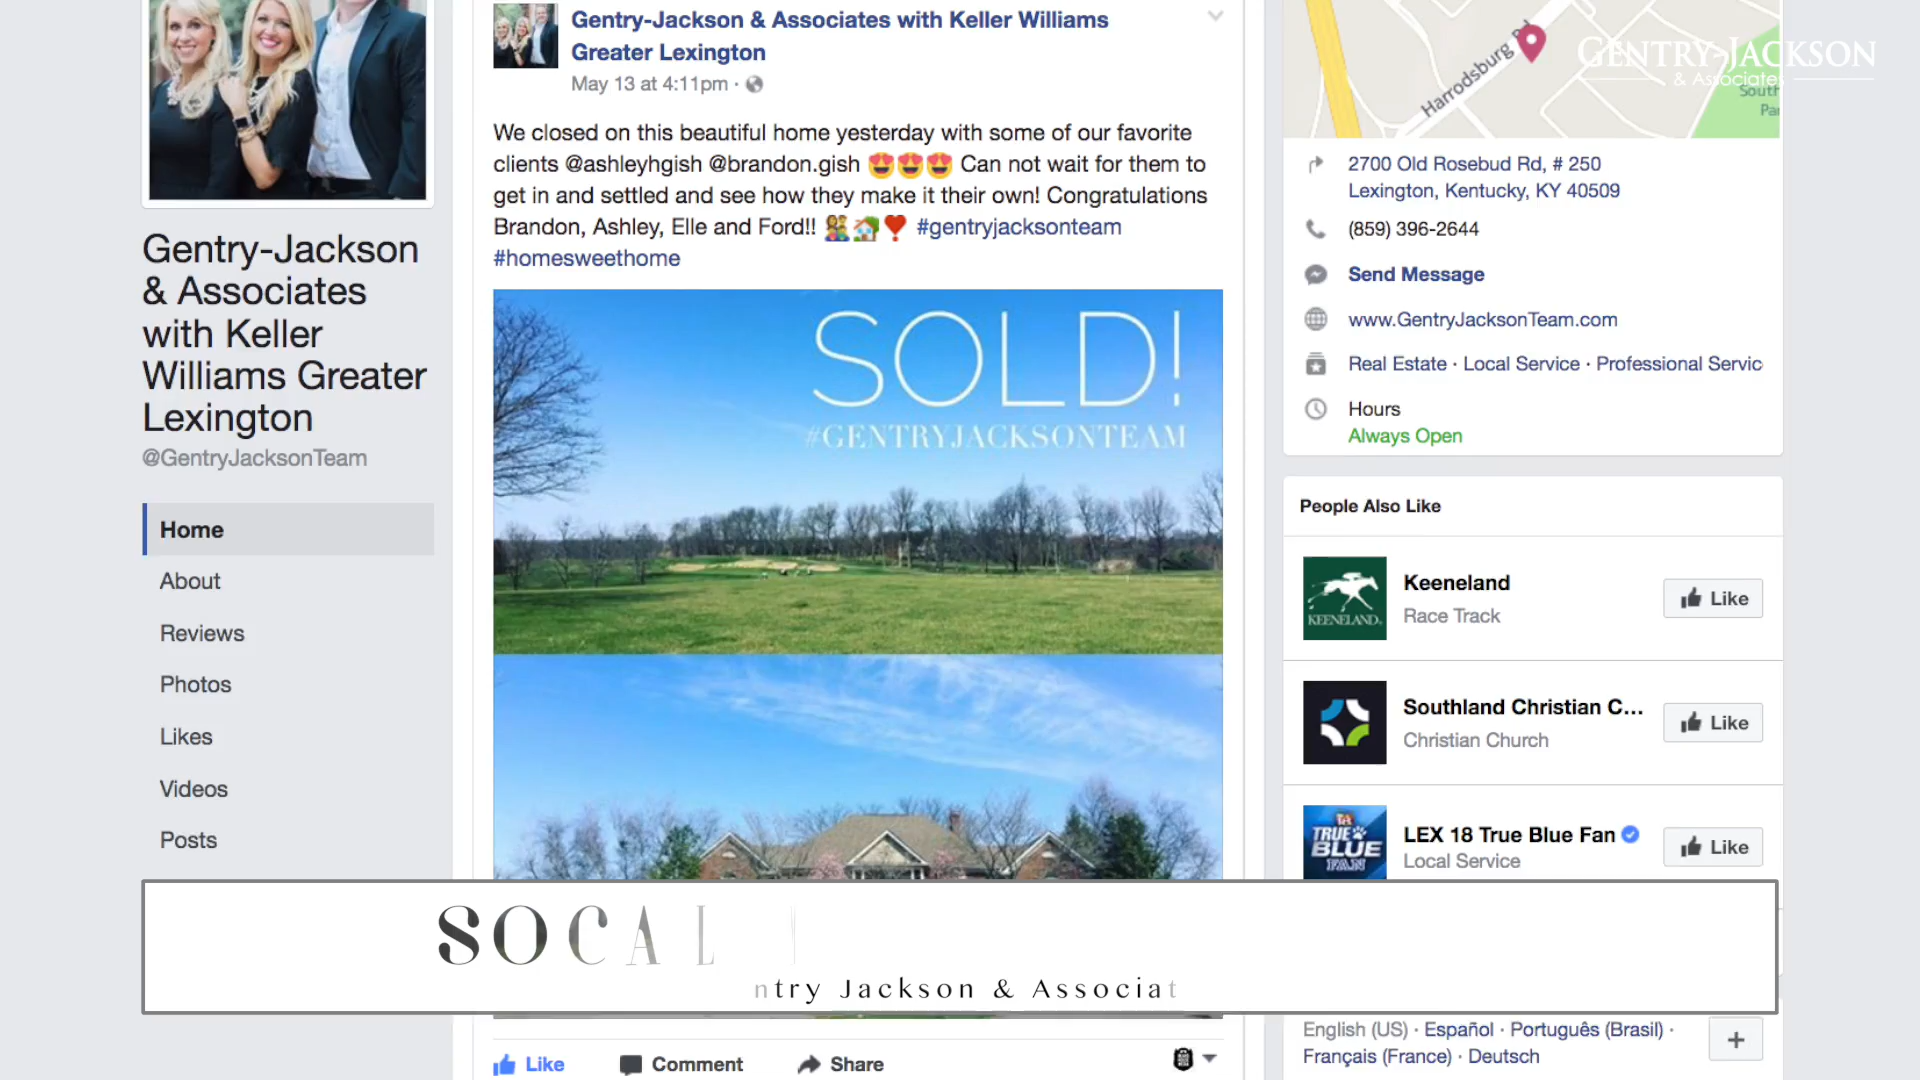 Gentry-Jackson
& Associates
with Keller
Williams Greater
Lexington
@GentryJacksonTeam
Home
About
Reviews
Photos
Likes
Videos
Posts
Gentry-Jackson & Associates with Keller Williams
Greater Lexington
May 13 at 4:11pm ·
We closed on this beautiful home yesterday with some of our favorite
clients @ashleyhgish @brandon.gish 😍😍😍 Can not wait for them to
get in and settled and see how they make it their own! Congratulations
Brandon, Ashley, Elle and Ford!! 👨‍👩‍👧‍👦🏡❣️ #gentryjacksonteam
#homesweethome
SOLD!
#GENTRYJACKSONTEAM
Like
Comment
Share
Harrodsburg Rd
GENTRY-JACKSON
& Associates
South
Pa
2700 Old Rosebud Rd, # 250
Lexington, Kentucky, KY 40509
(859) 396-2644
Send Message
www.GentryJacksonTeam.com
Real Estate · Local Service · Professional Servic
Hours
Always Open
People Also Like
KEENELAND
Keeneland
Race Track
Like
Southland Christian C...
Christian Church
Like
TRUE
BLUE
FAN
LEX 18 True Blue Fan
Local Service
Like
SOCAL
ntry Jackson & Associat
English (US) · Español · Português (Brasil) ·
Français (France) · Deutsch
+